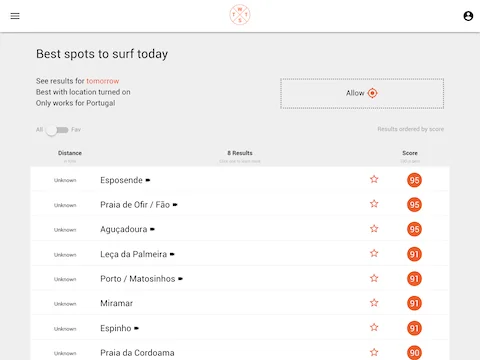 M
T T
S
Best spots to surf today
See results for tomorrow
Best with location turned on
Only works for Portugal
Allow
All Fav
Results ordered by score
Distance 8 Results Score
Unknown Esposende 95
Unknown Praia de Ofir / Fão 95
Unknown Aguçadoura 95
Unknown Leça da Palmeira 91
Unknown Porto / Matosinhos 91
Unknown Miramar 91
Unknown Espinho 91
Unknown Praia da Cordoama 90